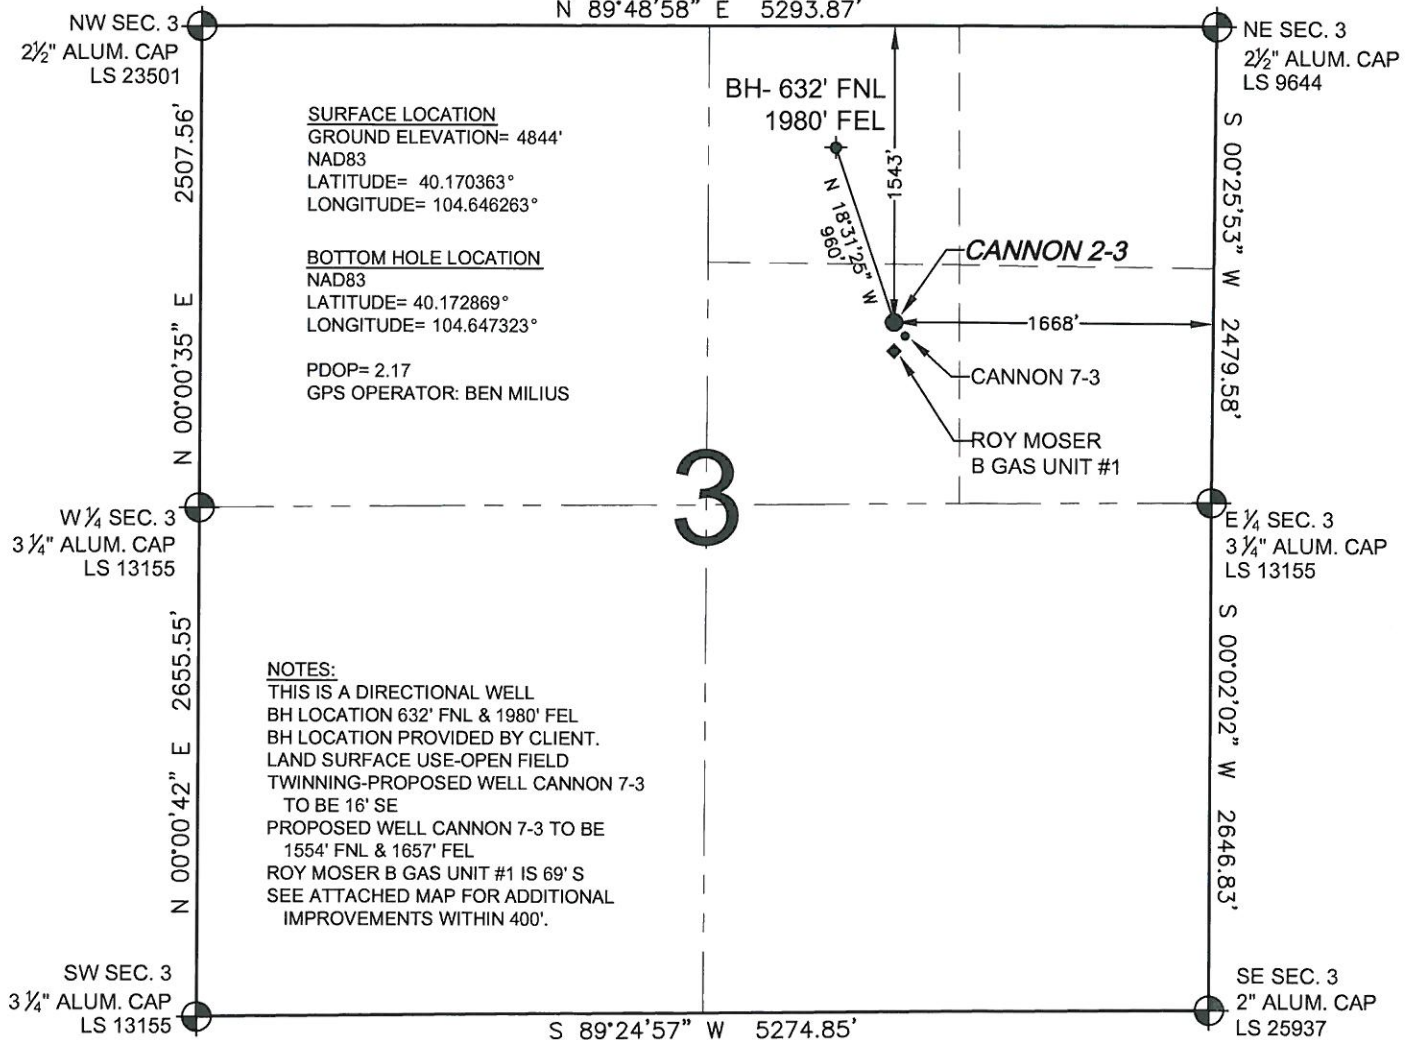 N 89°48'58" E 5293.87'
NW SEC. 3
2½" ALUM. CAP
LS 23501
NE SEC. 3
2½" ALUM. CAP
LS 9644
BH- 632' FNL
1980' FEL
SURFACE LOCATION
GROUND ELEVATION= 4844'
NAD83
LATITUDE= 40.170363°
LONGITUDE= 104.646263°
BOTTOM HOLE LOCATION
NAD83
LATITUDE= 40.172869°
LONGITUDE= 104.647323°
PDOP= 2.17
GPS OPERATOR: BEN MILIUS
N 00°00'35" E 2507.56'
1543'
N 18°31'25" W
960'
S 00°25'53" W 2479.58'
CANNON 2-3
1668'
CANNON 7-3
ROY MOSER
B GAS UNIT #1
3
W ¼ SEC. 3
3 ¼" ALUM. CAP
LS 13155
E ¼ SEC. 3
3 ¼" ALUM. CAP
LS 13155
N 00°00'42" E 2655.55'
S 00°02'02" W 2646.83'
NOTES:
THIS IS A DIRECTIONAL WELL
BH LOCATION 632' FNL & 1980' FEL
BH LOCATION PROVIDED BY CLIENT.
LAND SURFACE USE-OPEN FIELD
TWINNING-PROPOSED WELL CANNON 7-3
TO BE 16' SE
PROPOSED WELL CANNON 7-3 TO BE
1554' FNL & 1657' FEL
ROY MOSER B GAS UNIT #1 IS 69' S
SEE ATTACHED MAP FOR ADDITIONAL
IMPROVEMENTS WITHIN 400'.
SW SEC. 3
3 ¼" ALUM. CAP
LS 13155
SE SEC. 3
2" ALUM. CAP
LS 25937
S 89°24'57" W 5274.85'